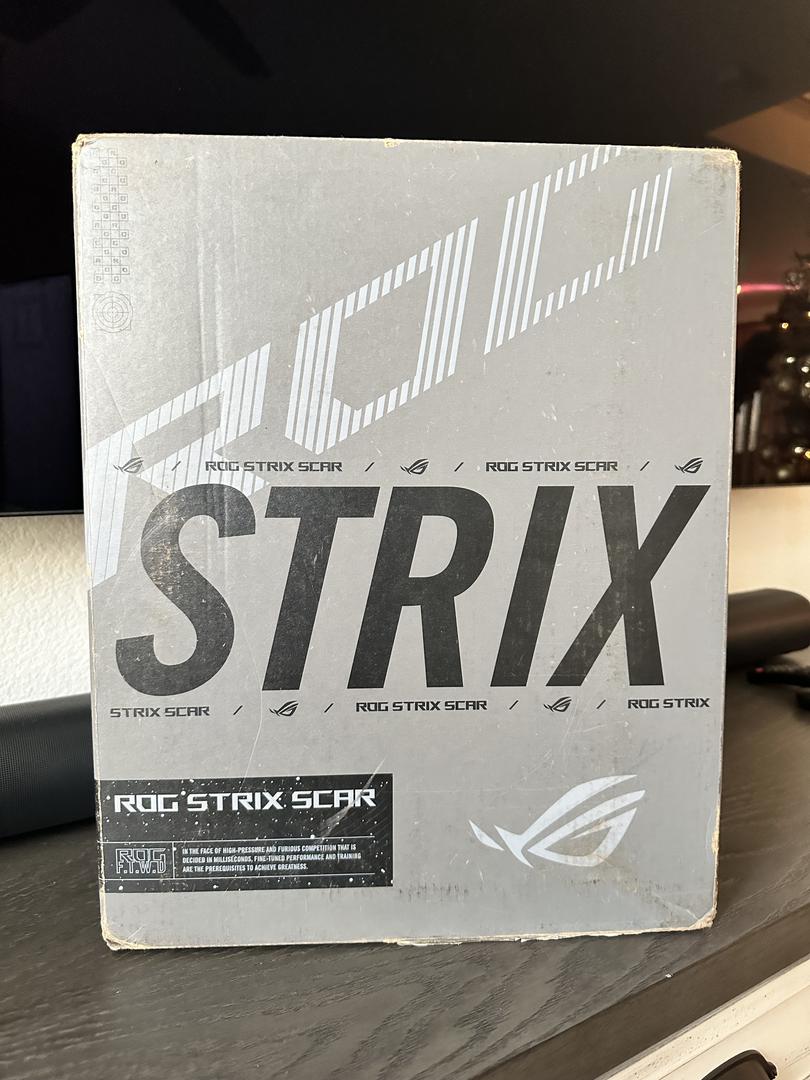 ROG
ROG STRIX SCAR / / ROG STRIX SCAR /
STRIX
STRIX SCAR / / ROG STRIX SCAR / / ROG STRIX
ROG STRIX SCAR
ROG
F.T.W.D
IN THE FACE OF HIGH-PRESSURE AND FURIOUS COMPETITION THAT IS
DECIDED IN MILLISECONDS, FINE-TUNED PERFORMANCE AND TRAINING
ARE THE PREREQUISITES TO ACHIEVE GREATNESS.